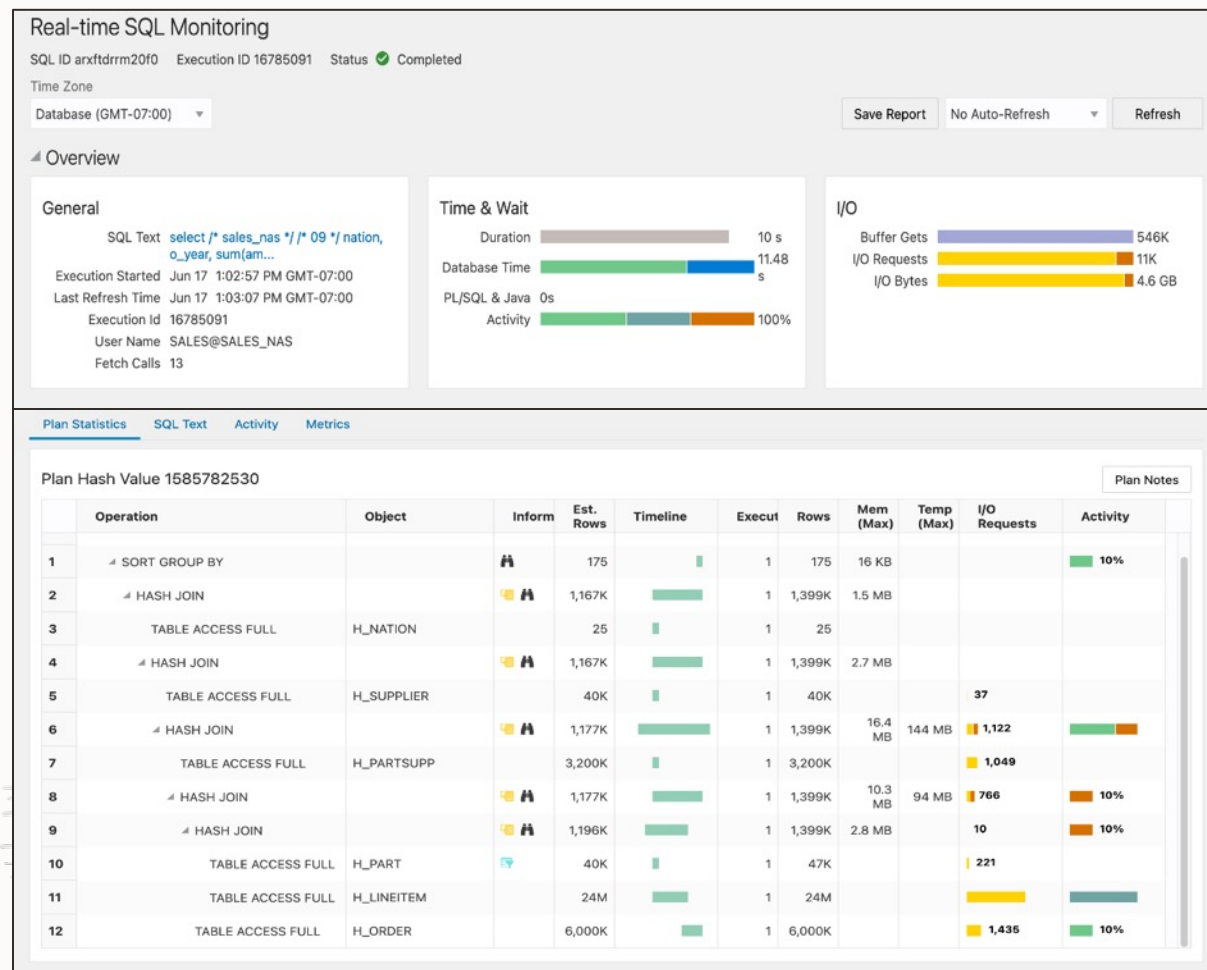 Real-time SQL Monitoring
SQL ID arxftdrrm20f0 Execution ID 16785091 Status Completed
Time Zone
Database (GMT-07:00)
Save Report No Auto-Refresh Refresh
Overview
General
SQL Text select /* sales_nas */ /* 09 */ nation,
o_year, sum(am...
Execution Started Jun 17 1:02:57 PM GMT-07:00
Last Refresh Time Jun 17 1:03:07 PM GMT-07:00
Execution Id 16785091
User Name SALES@SALES_NAS
Fetch Calls 13
Time & Wait
Duration 10 s
Database Time 11.48
s
PL/SQL & Java 0s
Activity 100%
I/O
Buffer Gets 546K
I/O Requests 11K
I/O Bytes 4.6 GB
Plan Statistics SQL Text Activity Metrics
Plan Hash Value 1585782530 Plan Notes
Operation Object Inform Est. Rows Timeline Execut Rows Mem (Max) Temp (Max) I/O Requests Activity
1 SORT GROUP BY 175 1 175 16 KB 10%
2 HASH JOIN 1,167K 1 1,399K 1.5 MB
3 TABLE ACCESS FULL H_NATION 25 1 25
4 HASH JOIN 1,167K 1 1,399K 2.7 MB
5 TABLE ACCESS FULL H_SUPPLIER 40K 1 40K 37
6 HASH JOIN 1,177K 1 1,399K 16.4 MB 144 MB 1,122
7 TABLE ACCESS FULL H_PARTSUPP 3,200K 1 3,200K 1,049
8 HASH JOIN 1,177K 1 1,399K 10.3 MB 94 MB 766 10%
9 HASH JOIN 1,196K 1 1,399K 2.8 MB 10 10%
10 TABLE ACCESS FULL H_PART 40K 1 47K 221
11 TABLE ACCESS FULL H_LINEITEM 24M 1 24M
12 TABLE ACCESS FULL H_ORDER 6,000K 1 6,000K 1,435 10%